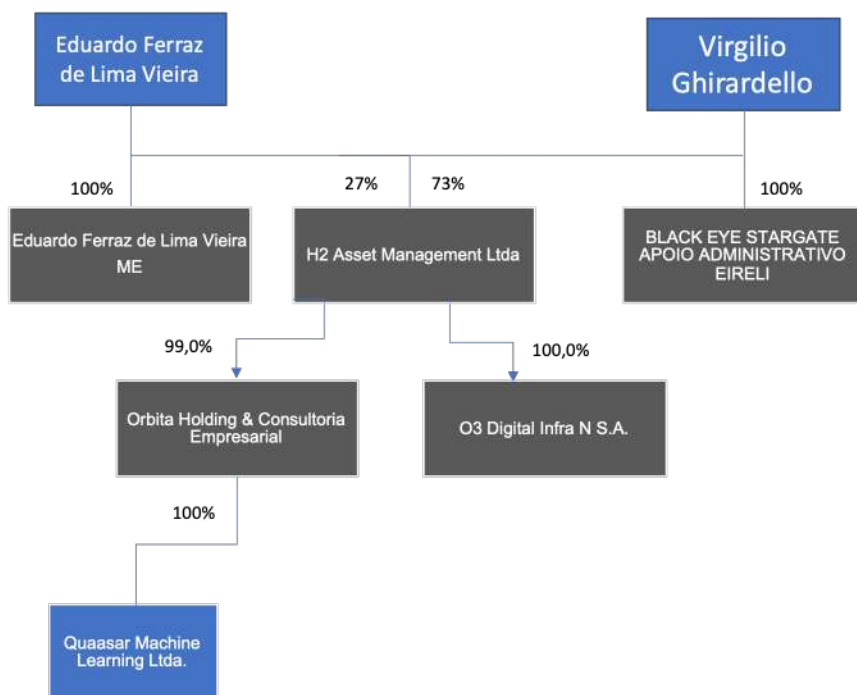 Eduardo Ferraz
de Lima Vieira
Virgilio
Ghirardello
100%
27%
73%
100%
Eduardo Ferraz de Lima Vieira
ME
H2 Asset Management Ltda
BLACK EYE STARGATE
APOIO ADMINISTRATIVO
EIRELI
99,0%
100,0%
Orbita Holding & Consultoria
Empresarial
O3 Digital Infra N S.A.
100%
Quaasar Machine
Learning Ltda.